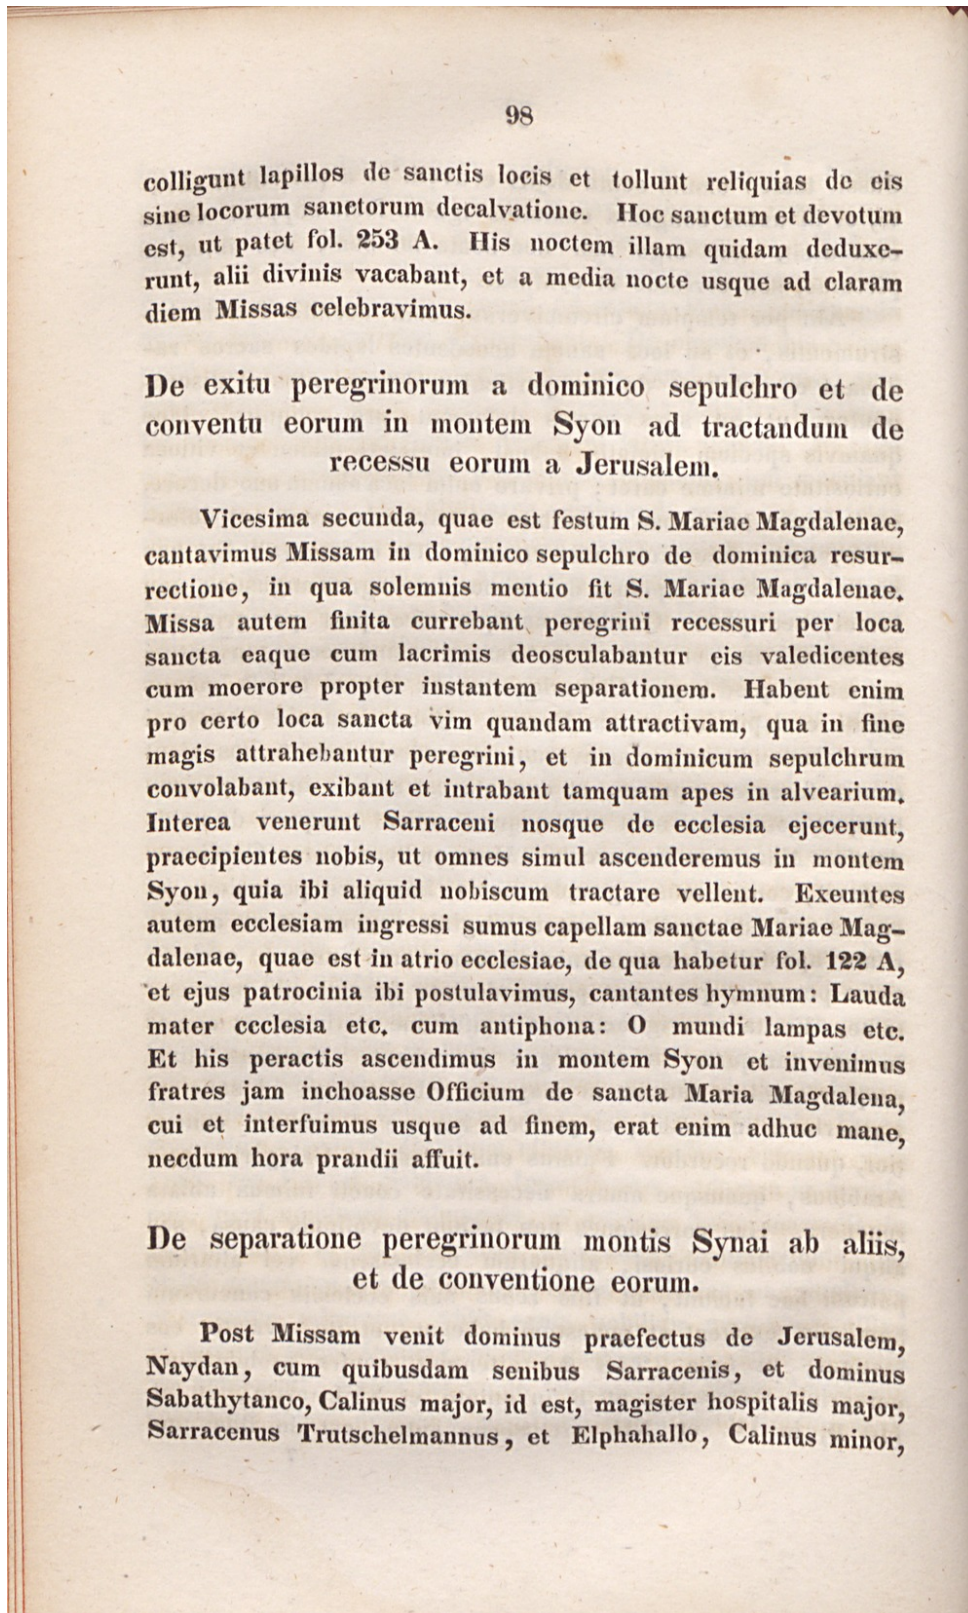 98
colligunt lapillos de sanctis locis et tollunt reliquias de eis
sine locorum sanctorum decalvatione. Hoc sanctum et devotum
est, ut patet fol. 253 A. His noctem illam quidam deduxe-
runt, alii divinis vacabant, et a media nocte usque ad claram
diem Missas celebravimus.
De exitu peregrinorum a dominico sepulchro et de
conventu eorum in montem Syon ad tractandum de
recessu eorum a Jerusalem.
Vicesima secunda, quae est festum S. Mariae Magdalenae,
cantavimus Missam in dominico sepulchro de dominica resur-
rectione, in qua solemnis mentio fit S. Mariae Magdalenae.
Missa autem finita currebant peregrini recessuri per loca
sancta eaque cum lacrimis deosculabantur eis valedicentes
cum moerore propter instantem separationem. Habent enim
pro certo loca sancta vim quandam attractivam, qua in fine
magis attrahebantur peregrini, et in dominicum sepulchrum
convolabant, exibant et intrabant tamquam apes in alvearium.
Interea venerunt Sarraceni nosque de ecclesia ejecerunt,
praecipientes nobis, ut omnes simul ascenderemus in montem
Syon, quia ibi aliquid nobiscum tractare vellent. Exeuntes
autem ecclesiam ingressi sumus capellam sanctae Mariae Mag-
dalenae, quae est in atrio ecclesiae, de qua habetur fol. 122 A,
et ejus patrocinia ibi postulavimus, cantantes hymnum: Lauda
mater ecclesia etc. cum antiphona: O mundi lampas etc.
Et his peractis ascendimus in montem Syon et invenimus
fratres jam inchoasse Officium de sancta Maria Magdalena,
cui et interfuimus usque ad finem, erat enim adhuc mane,
necdum hora prandii affuit.
De separatione peregrinorum montis Synai ab aliis,
et de conventione eorum.
Post Missam venit dominus praefectus de Jerusalem,
Naydan, cum quibusdam senibus Sarracenis, et dominus
Sabathytanco, Calinus major, id est, magister hospitalis major,
Sarracenus Trutschelmannus, et Elphahallo, Calinus minor,